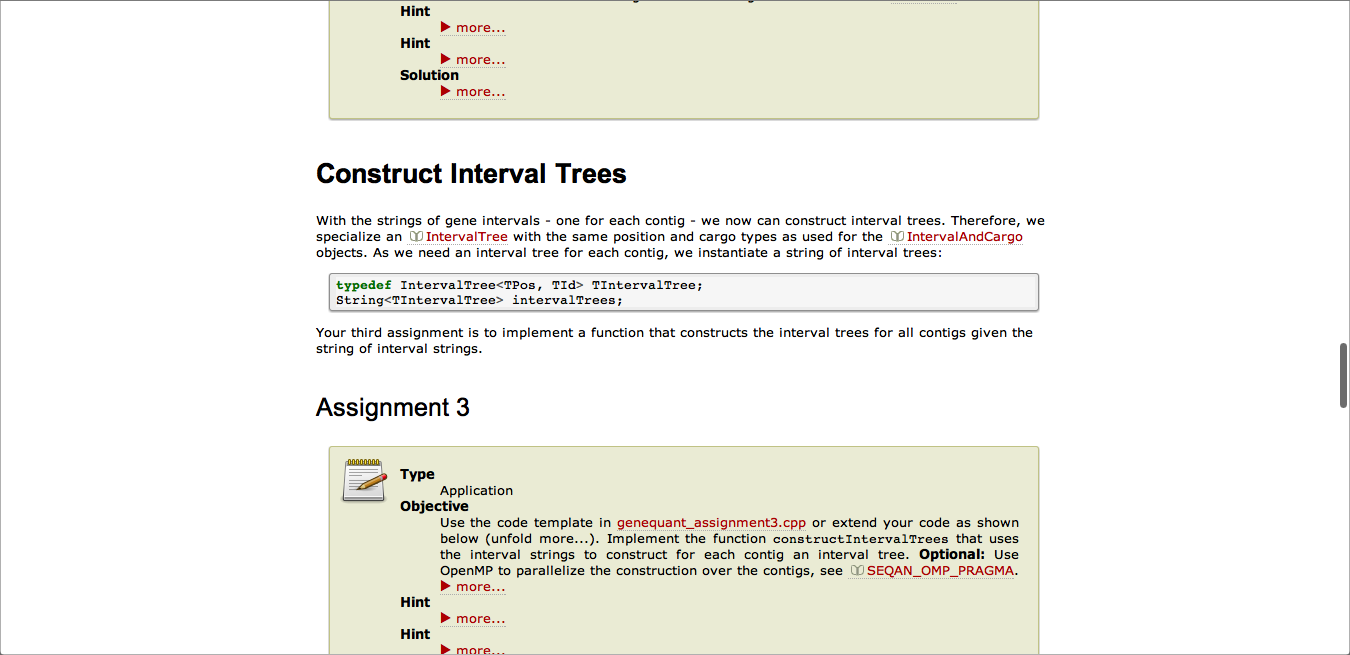 Hint
▶ more...
Hint
▶ more...
Solution
▶ more...
Construct Interval Trees
With the strings of gene intervals - one for each contig - we now can construct interval trees. Therefore, we
specialize an IntervalTree with the same position and cargo types as used for the IntervalAndCargo
objects. As we need an interval tree for each contig, we instantiate a string of interval trees:
typedef IntervalTree<TPos, TId> TIntervalTree;
String<TIntervalTree> intervalTrees;
Your third assignment is to implement a function that constructs the interval trees for all contigs given the
string of interval strings.
Assignment 3
Type
Application
Objective
Use the code template in genequant_assignment3.cpp or extend your code as shown
below (unfold more...). Implement the function constructIntervalTrees that uses
the interval strings to construct for each contig an interval tree. Optional: Use
OpenMP to parallelize the construction over the contigs, see SEQAN_OMP_PRAGMA.
▶ more...
Hint
▶ more...
Hint
▶ more...